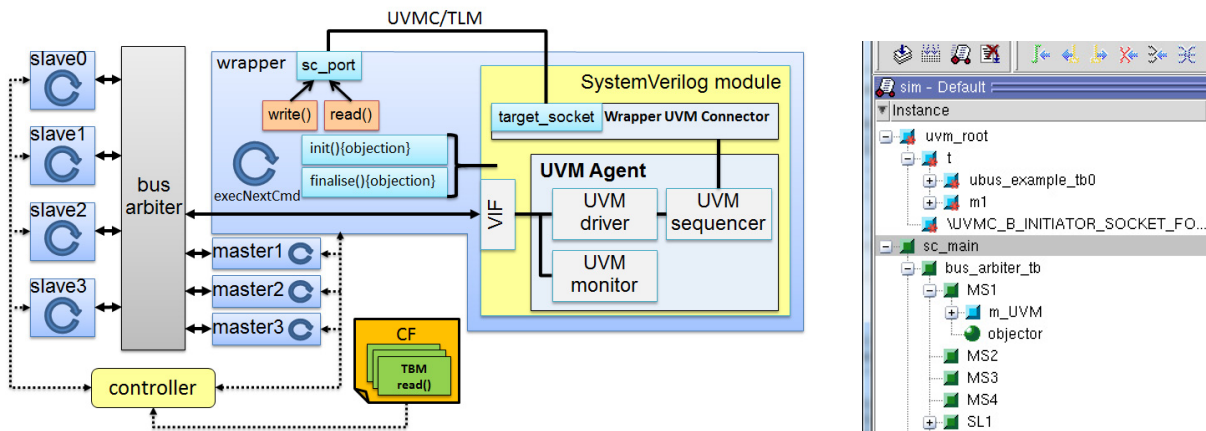 UVMC/TLM
slave0
slave1
slave2
slave3
bus
arbiter
wrapper
sc_port
write()
read()
init(){objection}
finalise(){objection}
execNextCmd
SystemVerilog module
target_socket
Wrapper UVM Connector
UVM Agent
VIF
UVM
driver
UVM
sequencer
UVM
monitor
master1
master2
master3
CF
TBM
read()
controller
sim - Default
Instance
uvm_root
t
ubus_example_tb0
m1
\UVMC_B_INITIATOR_SOCKET_FO...
sc_main
bus_arbiter_tb
MS1
m_UVM
objector
MS2
MS3
MS4
SL1